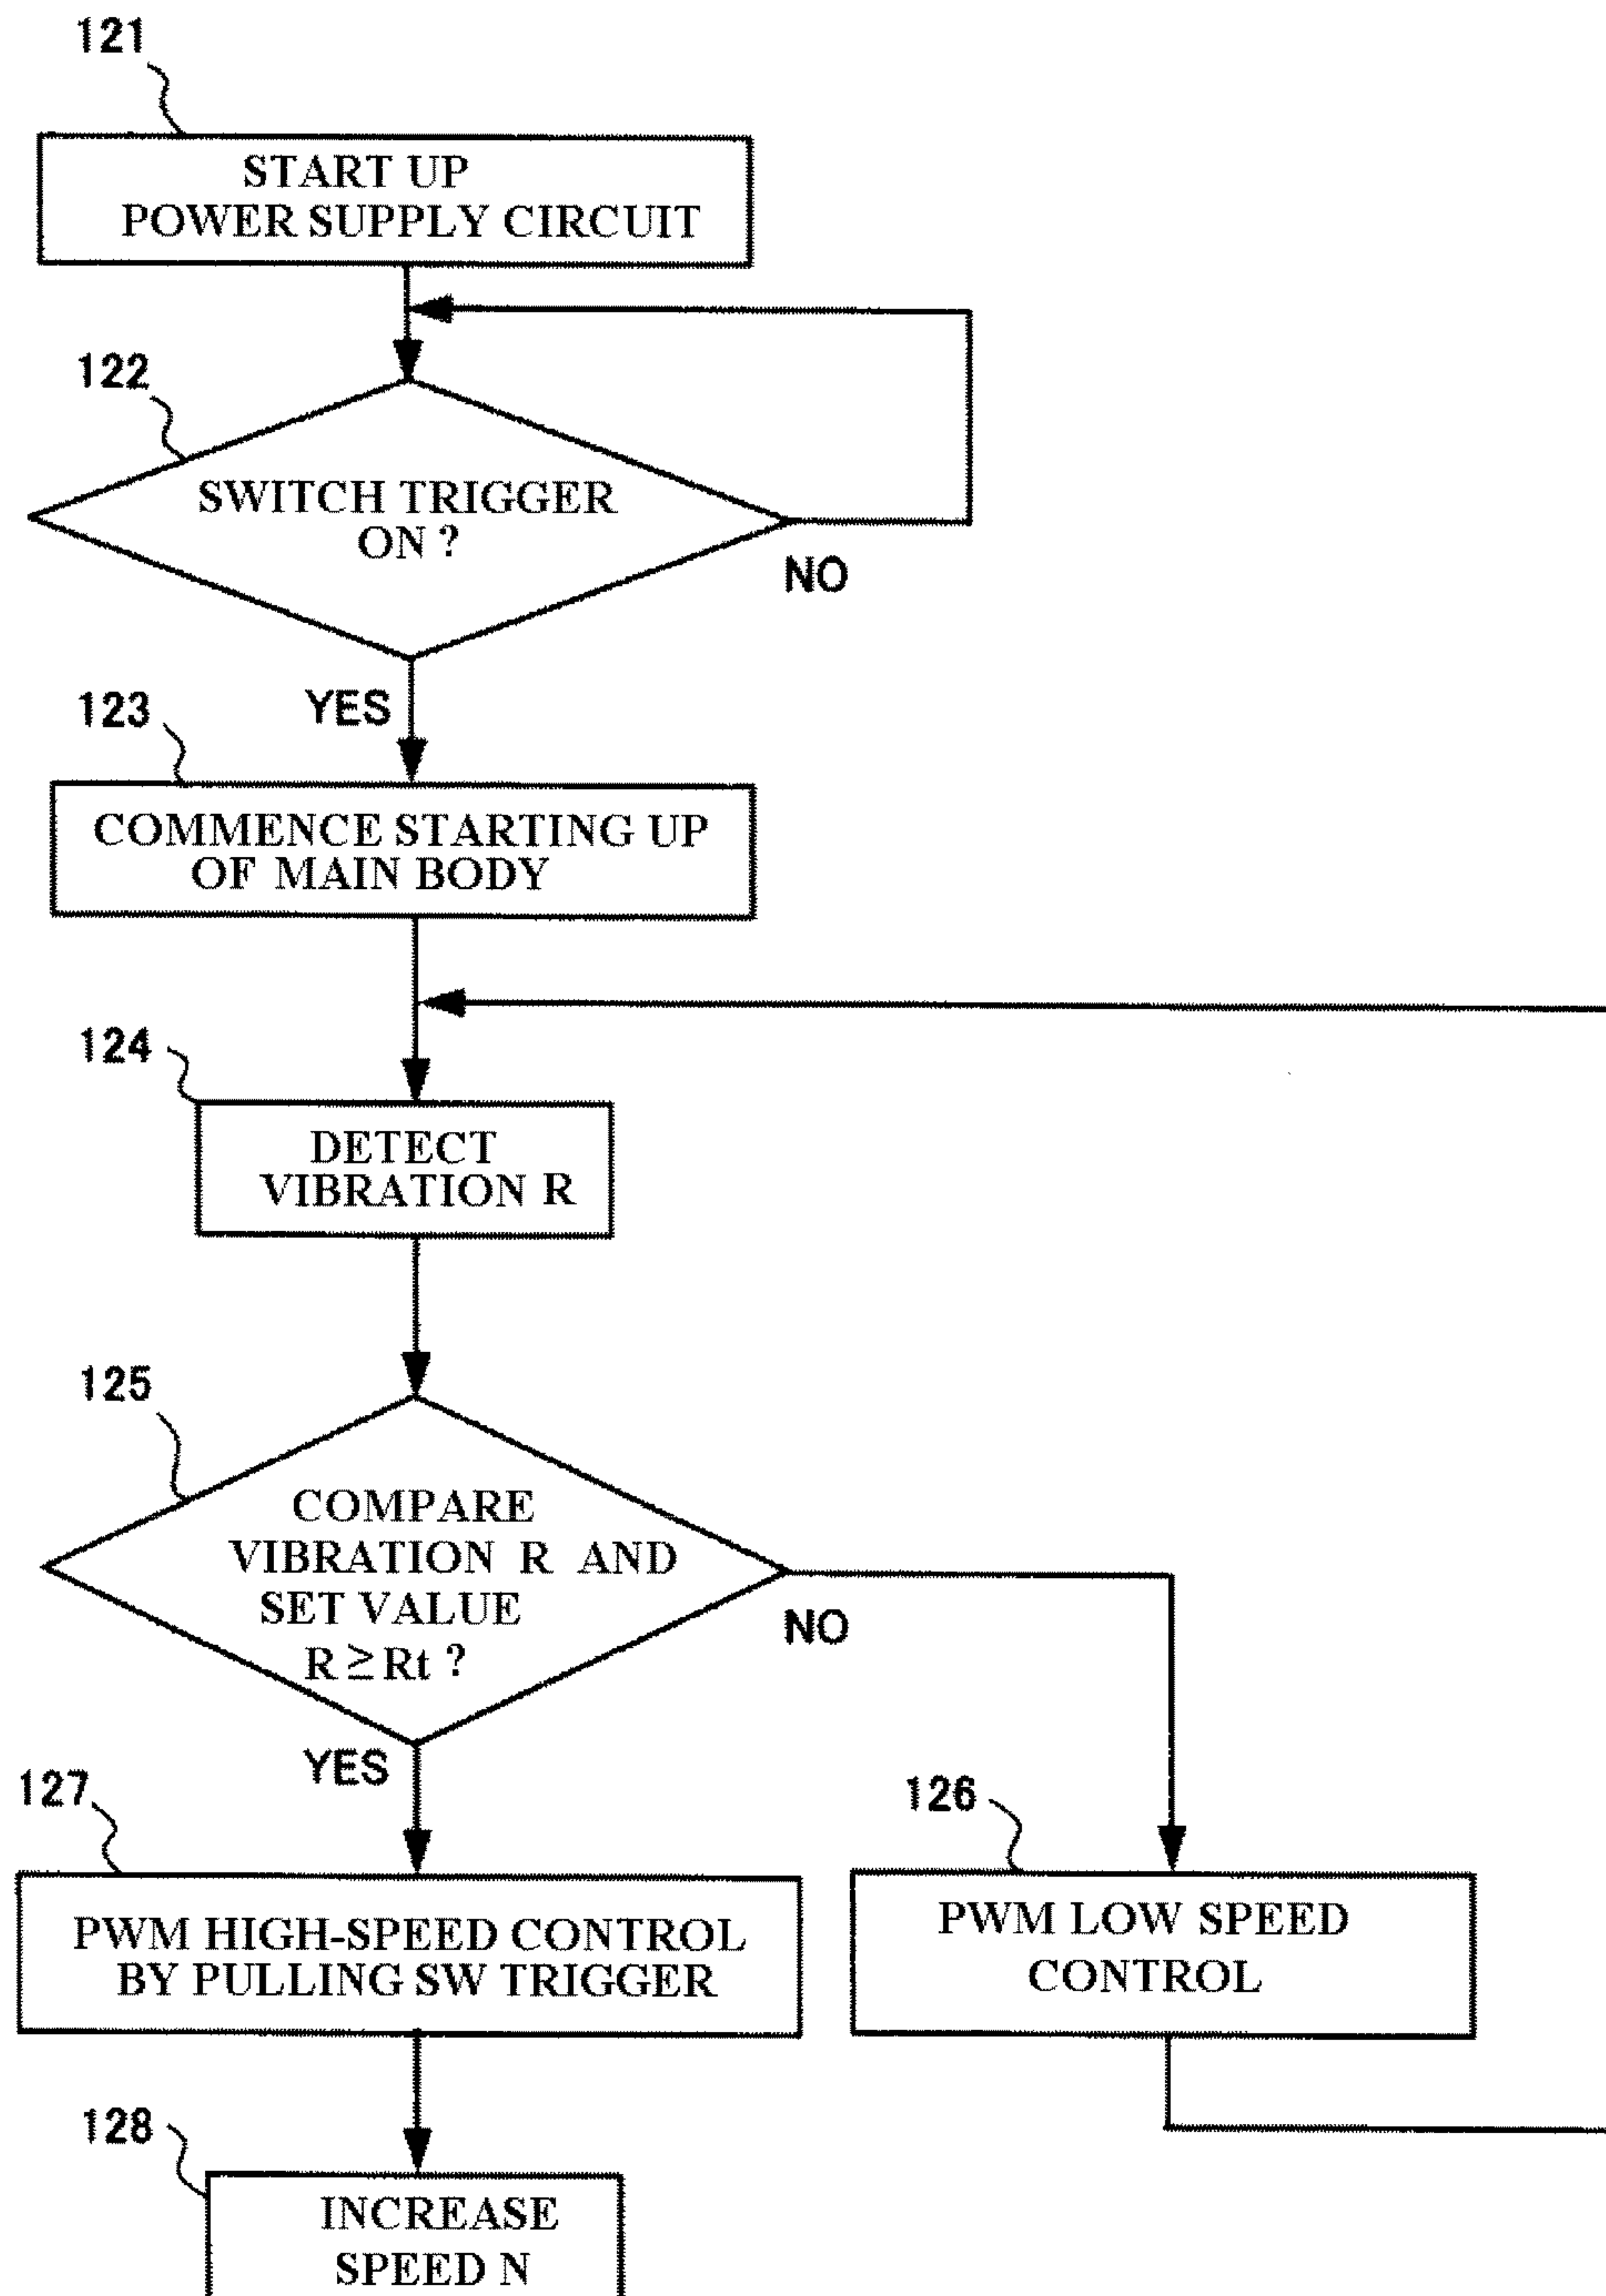 121
START UP
POWER SUPPLY CIRCUIT
122
SWITCH TRIGGER
ON ?
NO
YES
123
COMMENCE STARTING UP
OF MAIN BODY
124
DETECT
VIBRATION R
125
COMPARE
VIBRATION R AND
SET VALUE
R ≧ Rt ?
NO
YES
127
PWM HIGH-SPEED CONTROL
BY PULLING SW TRIGGER
126
PWM LOW SPEED
CONTROL
128
INCREASE
SPEED N